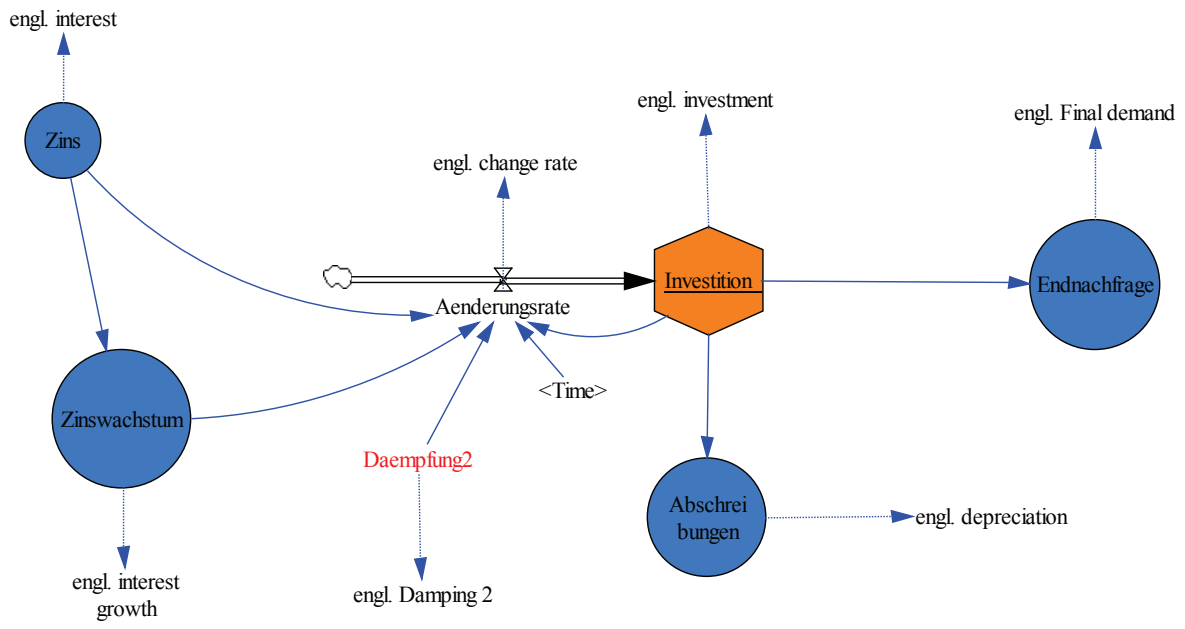 engl. interest
Zins
engl. investment
engl. Final demand
engl. change rate
Investition
Endnachfrage
Aenderungsrate
<Time>
Zinswachstum
Daempfung2
Abschrei
bungen
engl. depreciation
engl. interest
growth
engl. Damping 2